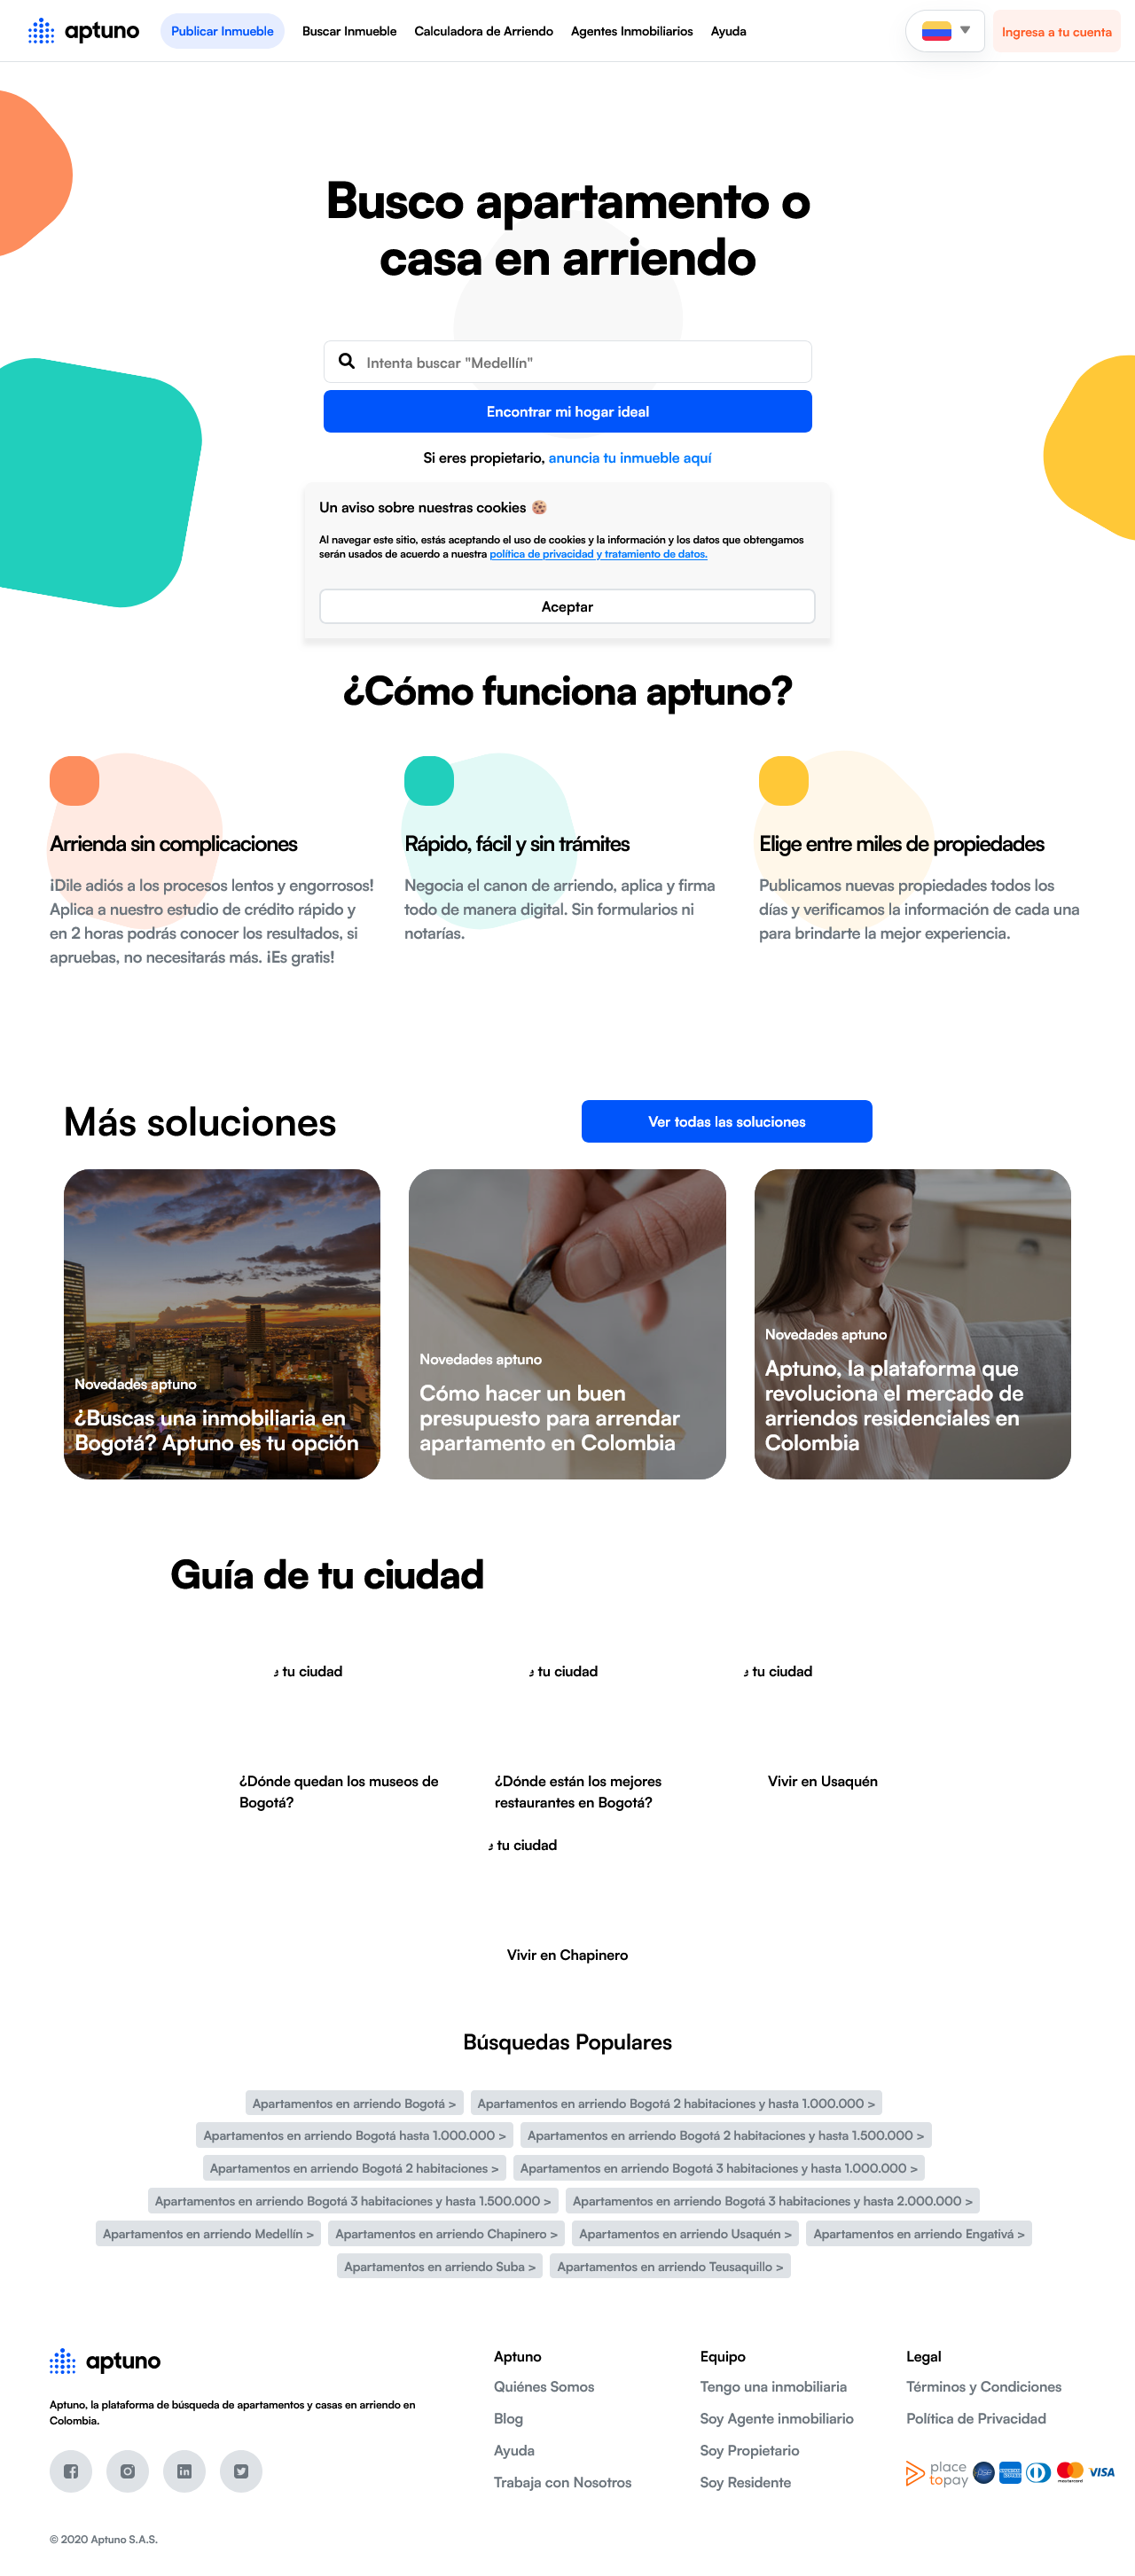 aptuno
Publicar Inmueble
Buscar Inmueble
Calculadora de Arriendo
Agentes Inmobiliarios
Ayuda
Ingresa a tu cuenta
Busco apartamento o
casa en arriendo
Intenta buscar "Medellín"
Encontrar mi hogar ideal
Si eres propietario, anuncia tu inmueble aquí
Un aviso sobre nuestras cookies 🍪
Al navegar este sitio, estás aceptando el uso de cookies y la información y los datos que obtengamos
serán usados de acuerdo a nuestra política de privacidad y tratamiento de datos.
Aceptar
¿Cómo funciona aptuno?
Arrienda sin complicaciones
¡Dile adiós a los procesos lentos y engorrosos!
Aplica a nuestro estudio de crédito rápido y
en 2 horas podrás conocer los resultados, si
apruebas, no necesitarás más. ¡Es gratis!
Rápido, fácil y sin trámites
Negocia el canon de arriendo, aplica y firma
todo de manera digital. Sin formularios ni
notarías.
Elige entre miles de propiedades
Publicamos nuevas propiedades todos los
días y verificamos la información de cada una
para brindarte la mejor experiencia.
Más soluciones
Ver todas las soluciones
Novedades aptuno
¿Buscas una inmobiliaria en
Bogotá? Aptuno es tu opción
Novedades aptuno
Cómo hacer un buen
presupuesto para arrendar
apartamento en Colombia
Novedades aptuno
Aptuno, la plataforma que
revoluciona el mercado de
arriendos residenciales en
Colombia
Guía de tu ciudad
tu ciudad
tu ciudad
tu ciudad
¿Dónde quedan los museos de
Bogotá?
¿Dónde están los mejores
restaurantes en Bogotá?
Vivir en Usaquén
tu ciudad
Vivir en Chapinero
Búsquedas Populares
Apartamentos en arriendo Bogotá >
Apartamentos en arriendo Bogotá 2 habitaciones y hasta 1.000.000 >
Apartamentos en arriendo Bogotá hasta 1.000.000 >
Apartamentos en arriendo Bogotá 2 habitaciones y hasta 1.500.000 >
Apartamentos en arriendo Bogotá 2 habitaciones >
Apartamentos en arriendo Bogotá 3 habitaciones y hasta 1.000.000 >
Apartamentos en arriendo Bogotá 3 habitaciones y hasta 1.500.000 >
Apartamentos en arriendo Bogotá 3 habitaciones y hasta 2.000.000 >
Apartamentos en arriendo Medellín >
Apartamentos en arriendo Chapinero >
Apartamentos en arriendo Usaquén >
Apartamentos en arriendo Engativá >
Apartamentos en arriendo Suba >
Apartamentos en arriendo Teusaquillo >
aptuno
Aptuno, la plataforma de búsqueda de apartamentos y casas en arriendo en
Colombia.
Aptuno
Quiénes Somos
Blog
Ayuda
Trabaja con Nosotros
Equipo
Tengo una inmobiliaria
Soy Agente inmobiliario
Soy Propietario
Soy Residente
Legal
Términos y Condiciones
Política de Privacidad
place
topay
mastercard
VISA
© 2020 Aptuno S.A.S.